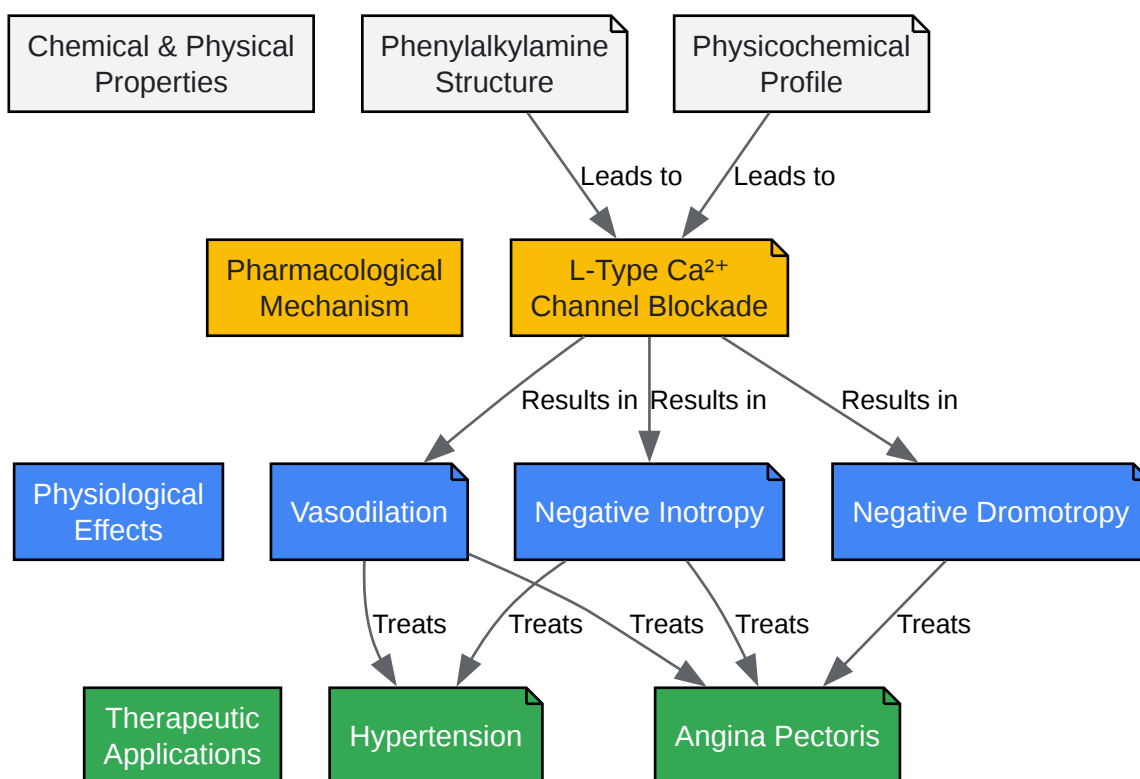 Chemical & Physical
Properties
Phenylalkylamine
Structure
Physicochemical
Profile
Leads to
Leads to
Pharmacological
Mechanism
L-Type Ca²⁺
Channel Blockade
Results in
Results in
Results in
Physiological
Effects
Vasodilation
Negative Inotropy
Negative Dromotropy
Treats
Treats
Treats
Treats
Treats
Therapeutic
Applications
Hypertension
Angina Pectoris